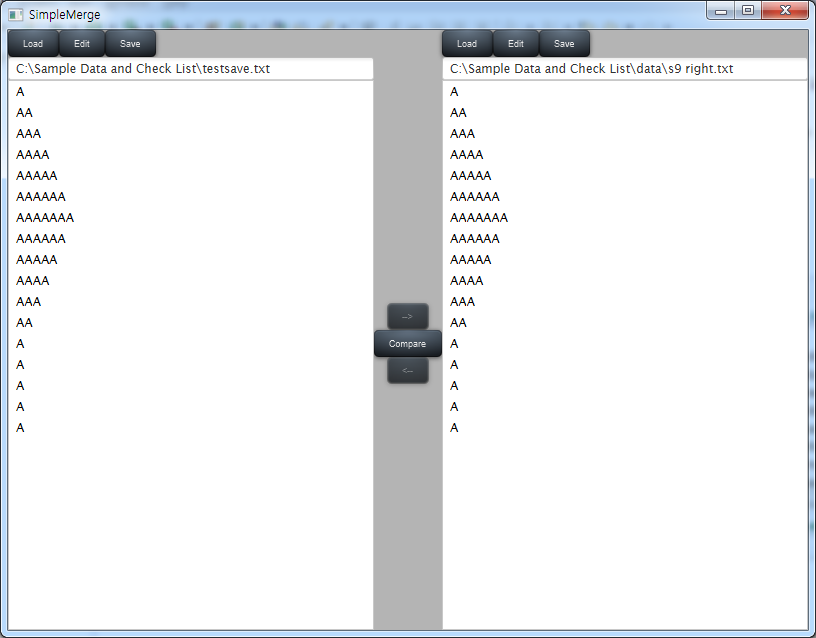 SimpleMerge
Load Edit Save
C:\Sample Data and Check List\testsave.txt
A
AA
AAA
AAAA
AAAAA
AAAAAA
AAAAAAA
AAAAAA
AAAAA
AAAA
AAA
AA
A
A
A
A
A
-->
Compare
<--
Load Edit Save
C:\Sample Data and Check List\data\s9 right.txt
A
AA
AAA
AAAA
AAAAA
AAAAAA
AAAAAAA
AAAAAA
AAAAA
AAAA
AAA
AA
A
A
A
A
A